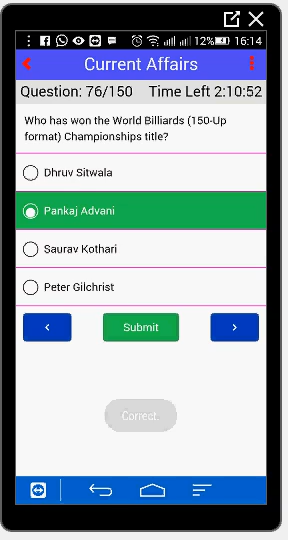 12% 16:14
Current Affairs
Question: 76/150 Time Left 2:10:52
Who has won the World Billiards (150-Up
format) Championships title?
Dhruv Sitwala
Pankaj Advani
Saurav Kothari
Peter Gilchrist
< Submit >
Correct.